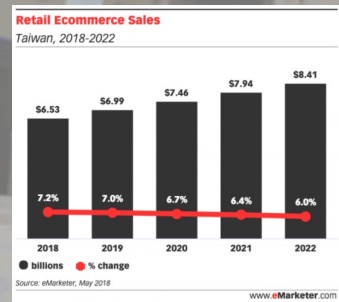 Retail Ecommerce Sales
Taiwan, 2018-2022
$6.53 $6.99 $7.46 $7.94 $8.41
7.2% 7.0% 6.7% 6.4% 6.0%
2018 2019 2020 2021 2022
billions % change
Source: eMarketer, May 2018
www.eMarketer.com